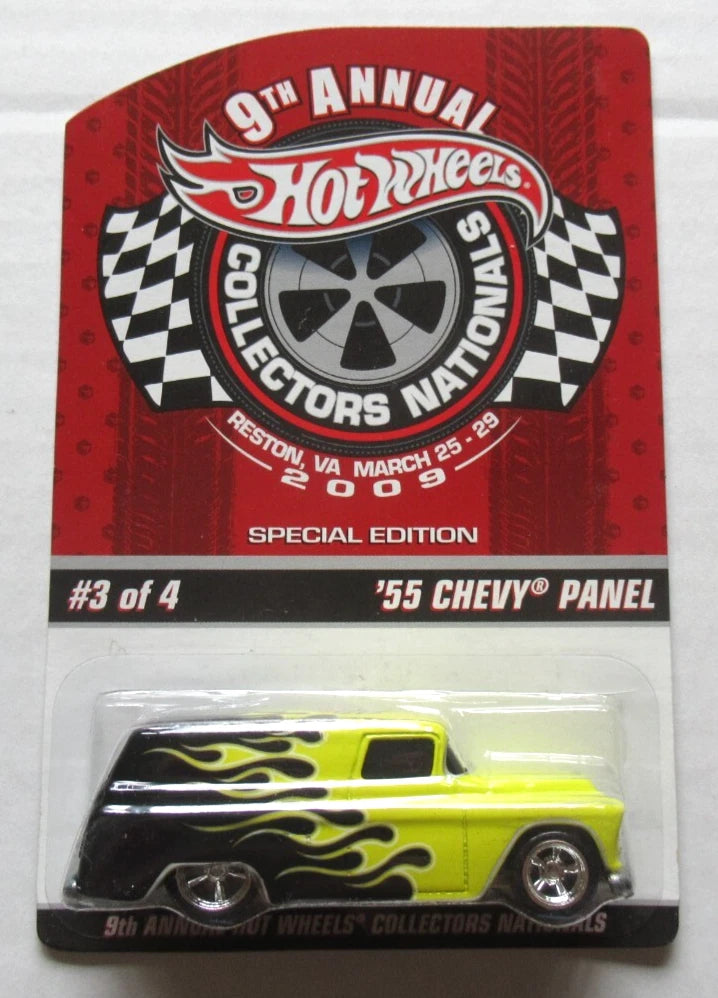 9TH ANNUAL
Hot Wheels®
COLLECTORS NATIONALS
RESTON, VA MARCH 25 - 29
2009
SPECIAL EDITION
#3 of 4 '55 CHEVY® PANEL
9th ANNUAL HOT WHEELS® COLLECTORS NATIONALS